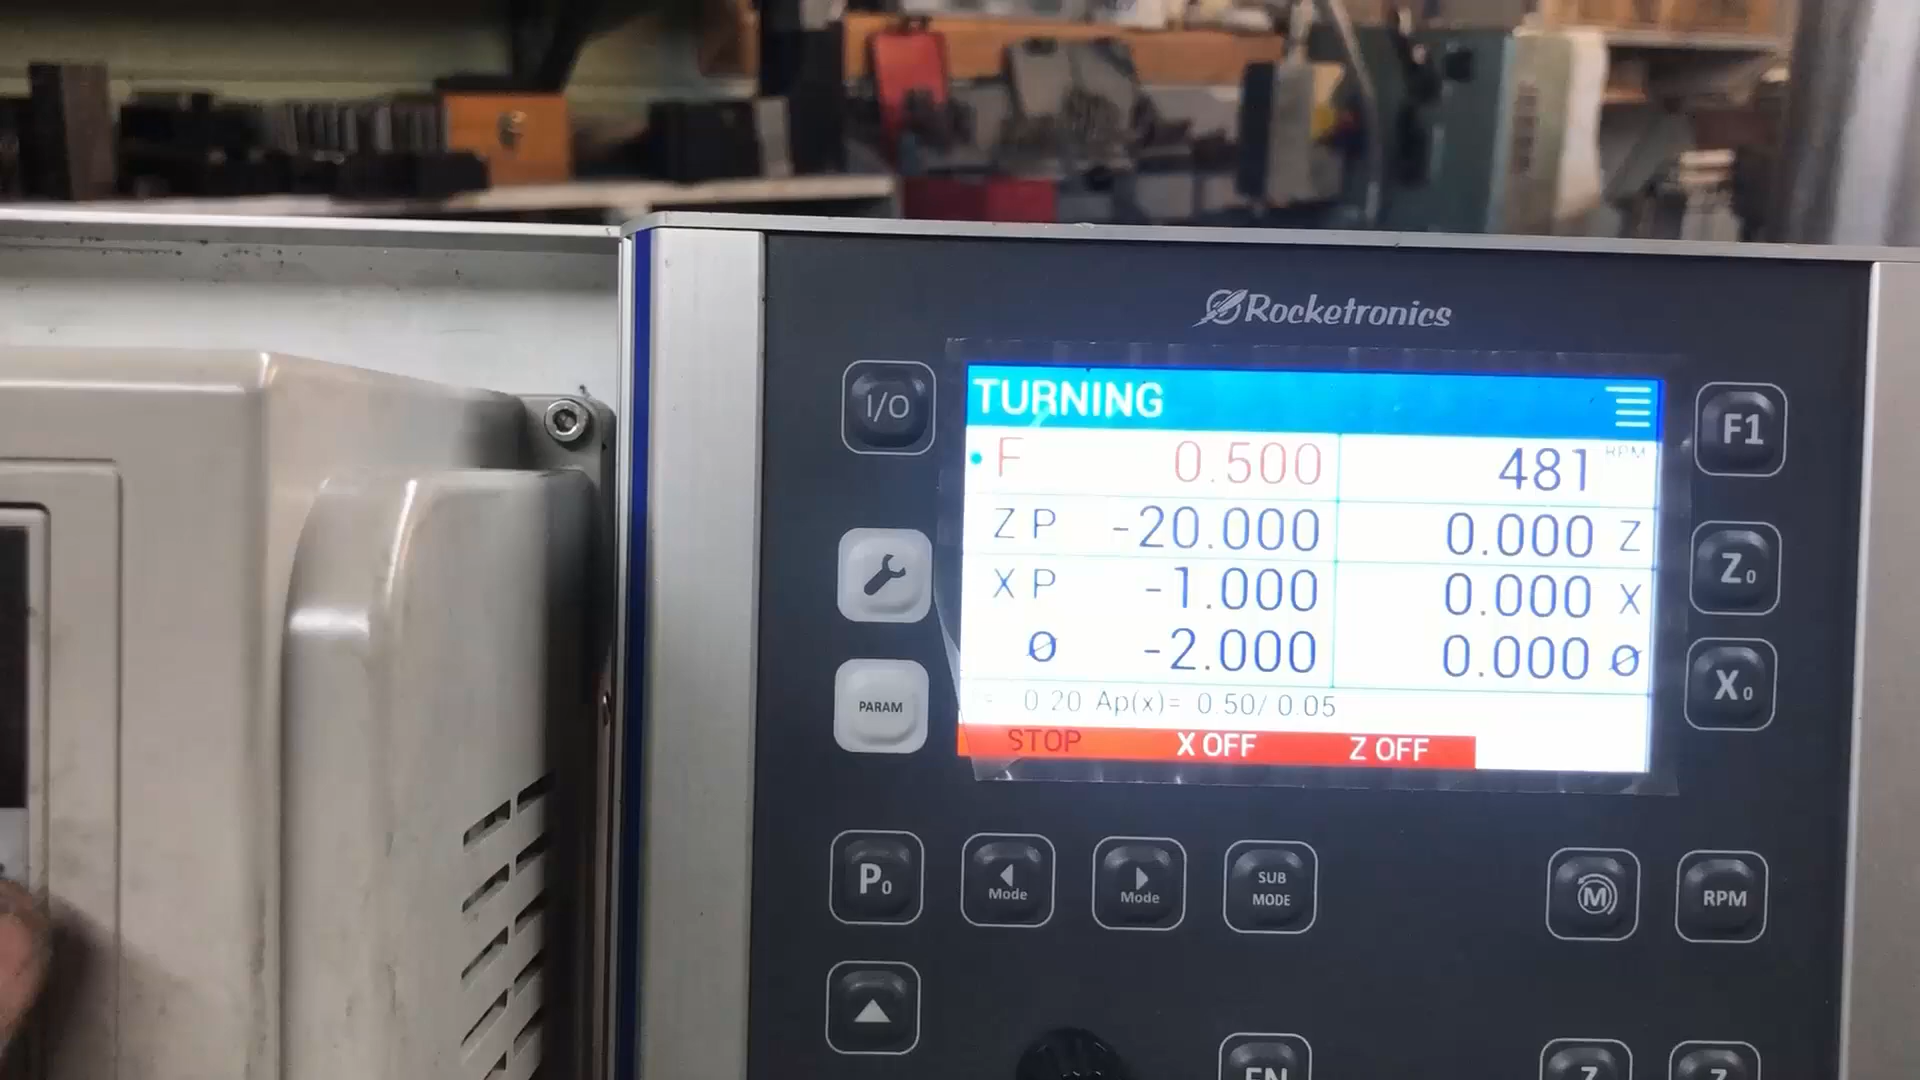 Rocketronics
I/O
TURNING
F1
F 0.500 481 RPM
Z P -20.000 0.000 Z
Z0
X P -1.000 0.000 X
Ø -2.000 0.000 Ø
X0
PARAM
0.20 Ap(x)= 0.50/ 0.05
STOP X OFF Z OFF
P0
Mode
Mode
SUB
MODE
M
RPM
EN
Z
Z